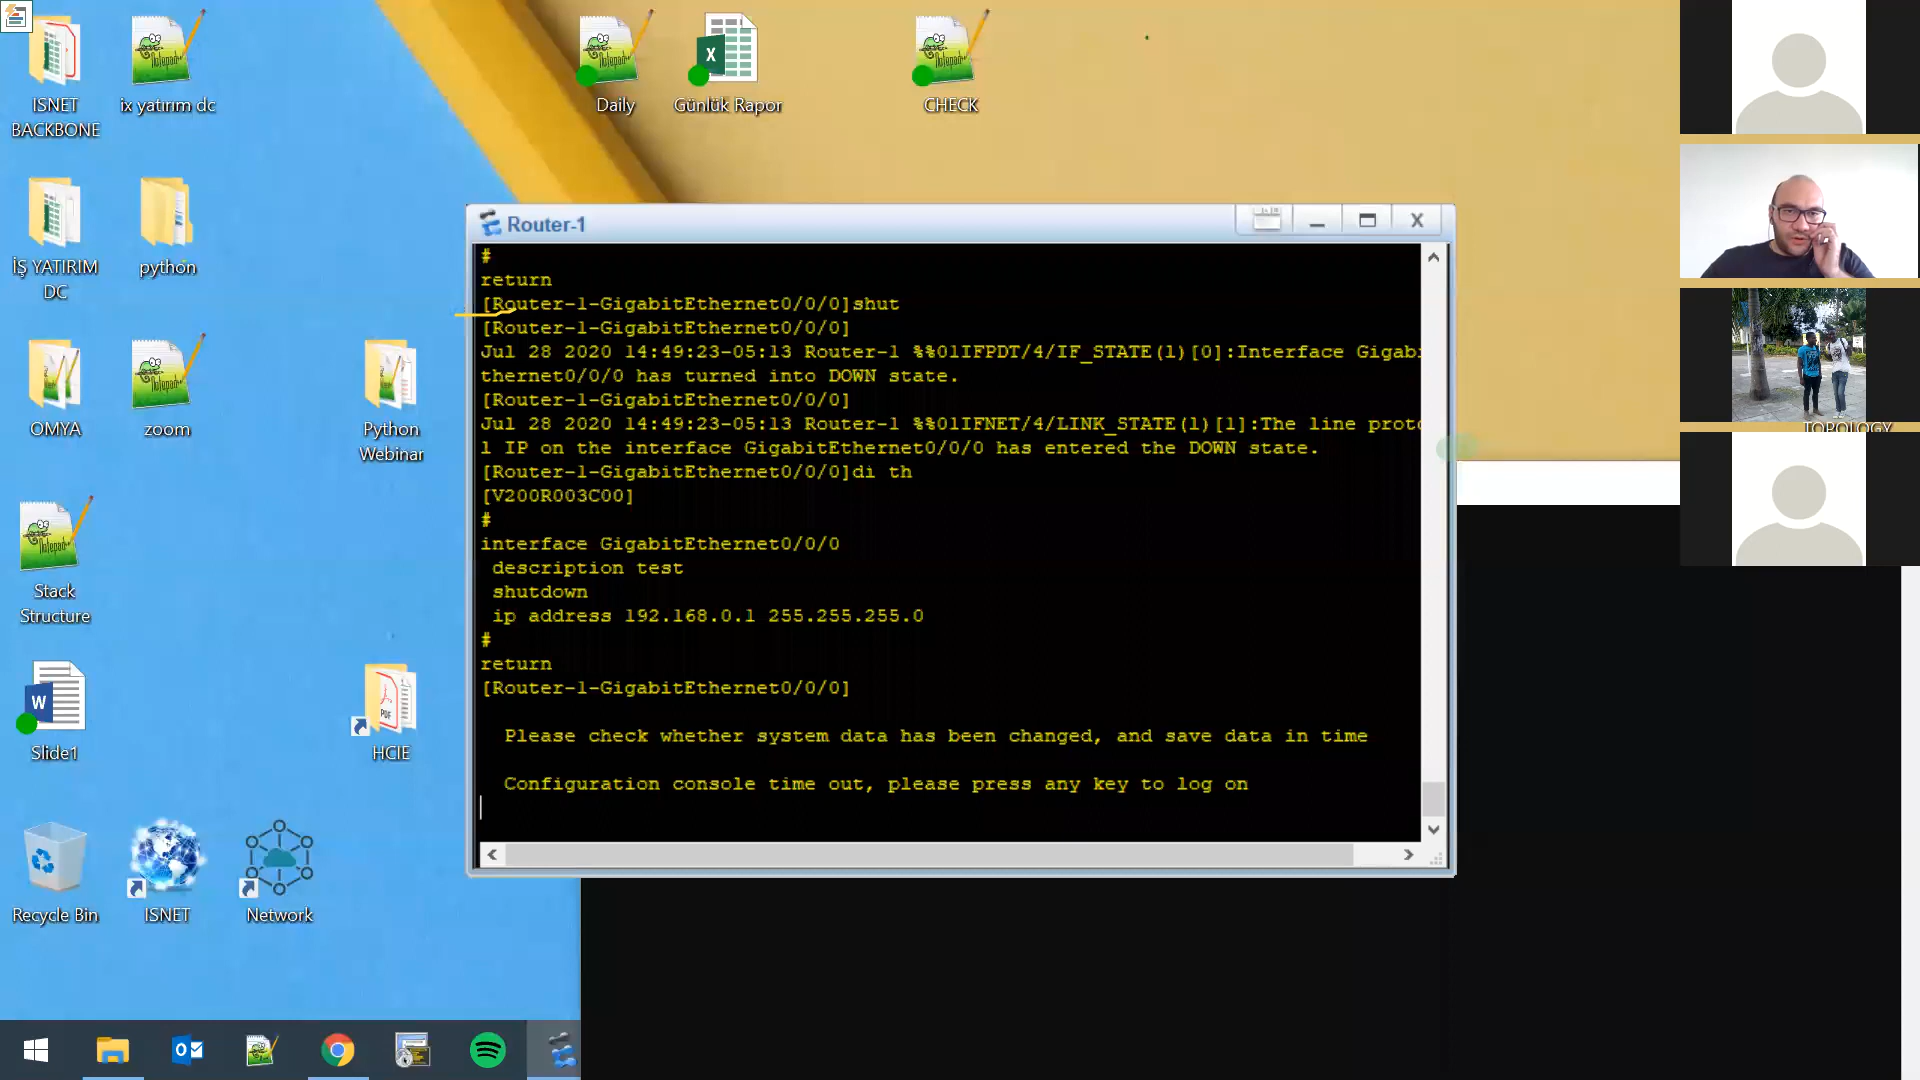 ISNET
BACKBONE
ix yatırım dc
Daily
Günlük Rapor
CHECK
İŞ YATIRIM
DC
python
OMYA
zoom
Python
Webinar
Stack
Structure
Slide1
HCIE
Recycle Bin
ISNET
Network
Router-1
#
return
[Router-1-GigabitEthernet0/0/0]shut
[Router-1-GigabitEthernet0/0/0]
Jul 28 2020 14:49:23-05:13 Router-1 %%01IFPDT/4/IF_STATE(l)[0]:Interface Gigabi
thernet0/0/0 has turned into DOWN state.
[Router-1-GigabitEthernet0/0/0]
Jul 28 2020 14:49:23-05:13 Router-1 %%01IFNET/4/LINK_STATE(l)[1]:The line proto
l IP on the interface GigabitEthernet0/0/0 has entered the DOWN state.
[Router-1-GigabitEthernet0/0/0]di th
[V200R003C00]
#
interface GigabitEthernet0/0/0
description test
shutdown
ip address 192.168.0.1 255.255.255.0
#
return
[Router-1-GigabitEthernet0/0/0]
Please check whether system data has been changed, and save data in time
Configuration console time out, please press any key to log on
TOPOLOGY